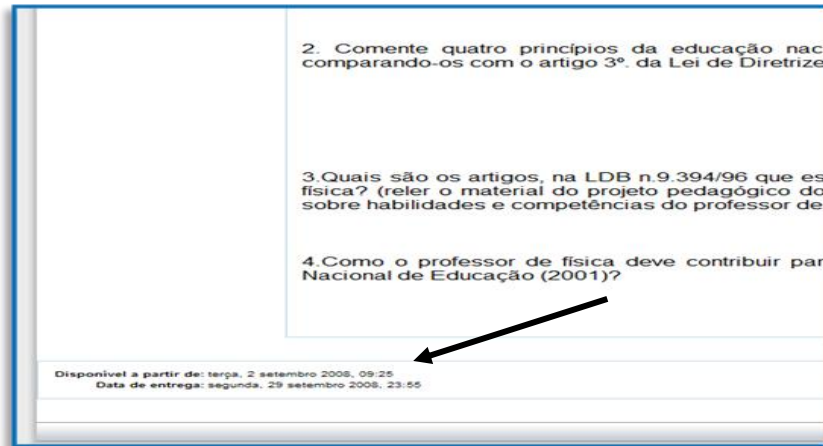 2. Comente quatro princípios da educação nac
comparando-os com o artigo 3º. da Lei de Diretrize
3.Quais são os artigos, na LDB n.9.394/96 que es
física? (reler o material do projeto pedagógico do
sobre habilidades e competências do professor de
4.Como o professor de física deve contribuir par
Nacional de Educação (2001)?
Disponível a partir de: terça, 2 setembro 2008, 09:25
Data de entrega: segunda, 29 setembro 2008, 23:55